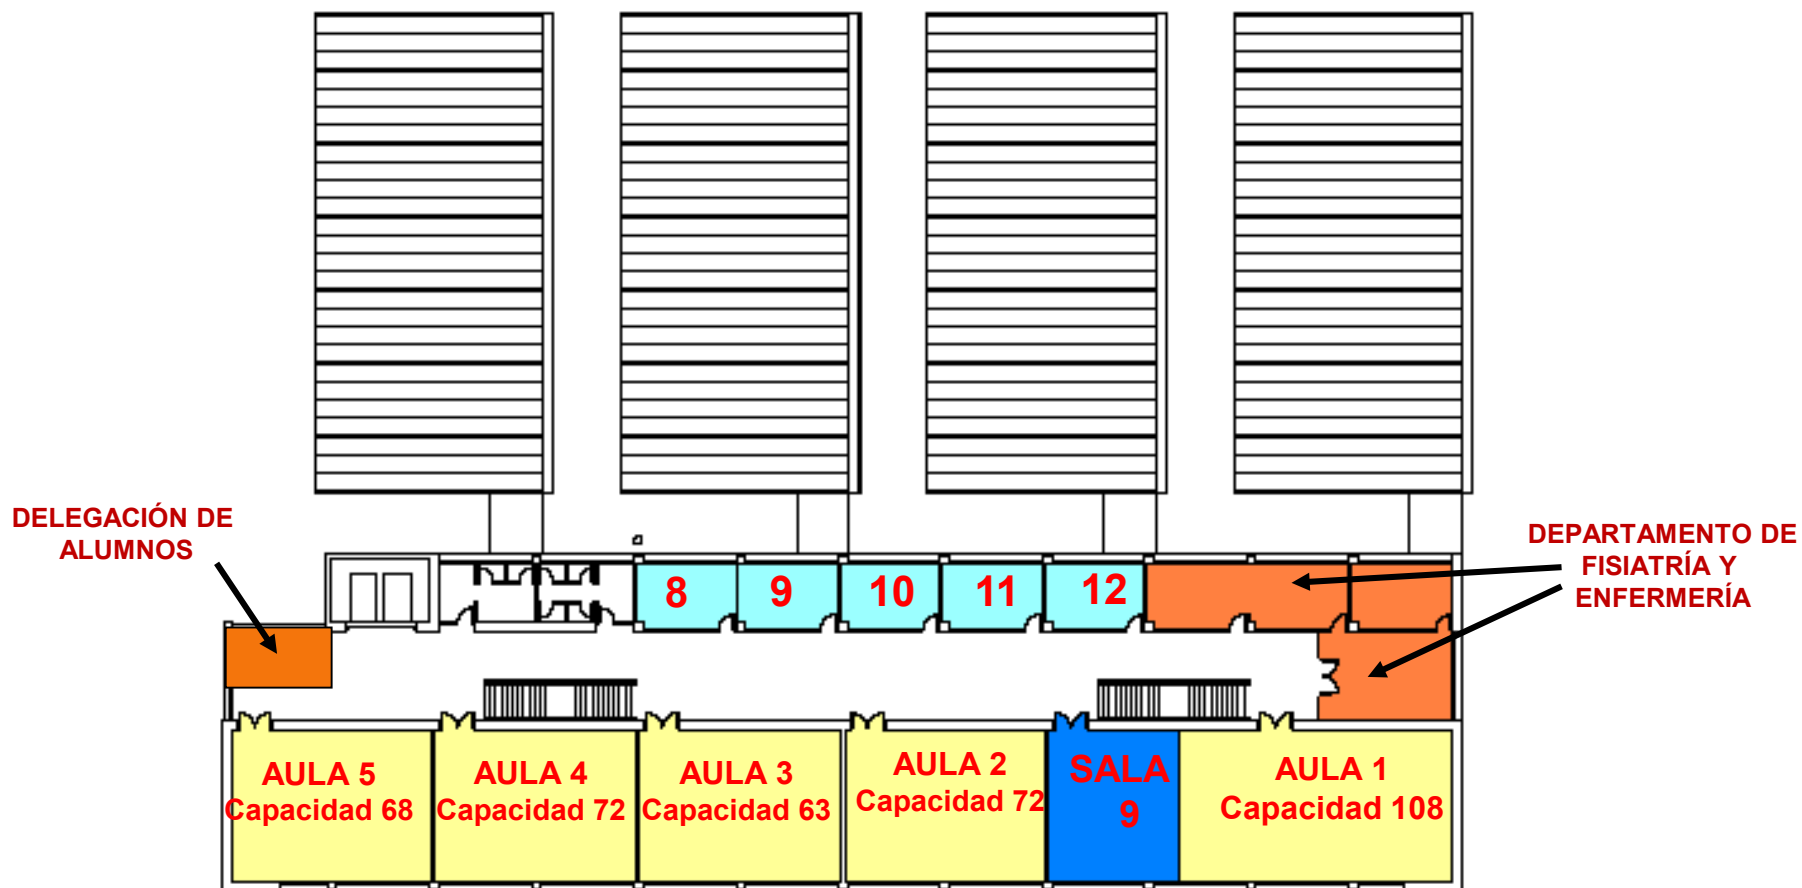 DELEGACIÓN DE
ALUMNOS
DEPARTAMENTO DE
FISIATRÍA Y
ENFERMERÍA
8
9
10
11
12
AULA 5
Capacidad 68
AULA 4
Capacidad 72
AULA 3
Capacidad 63
AULA 2
Capacidad 72
SALA
9
AULA 1
Capacidad 108